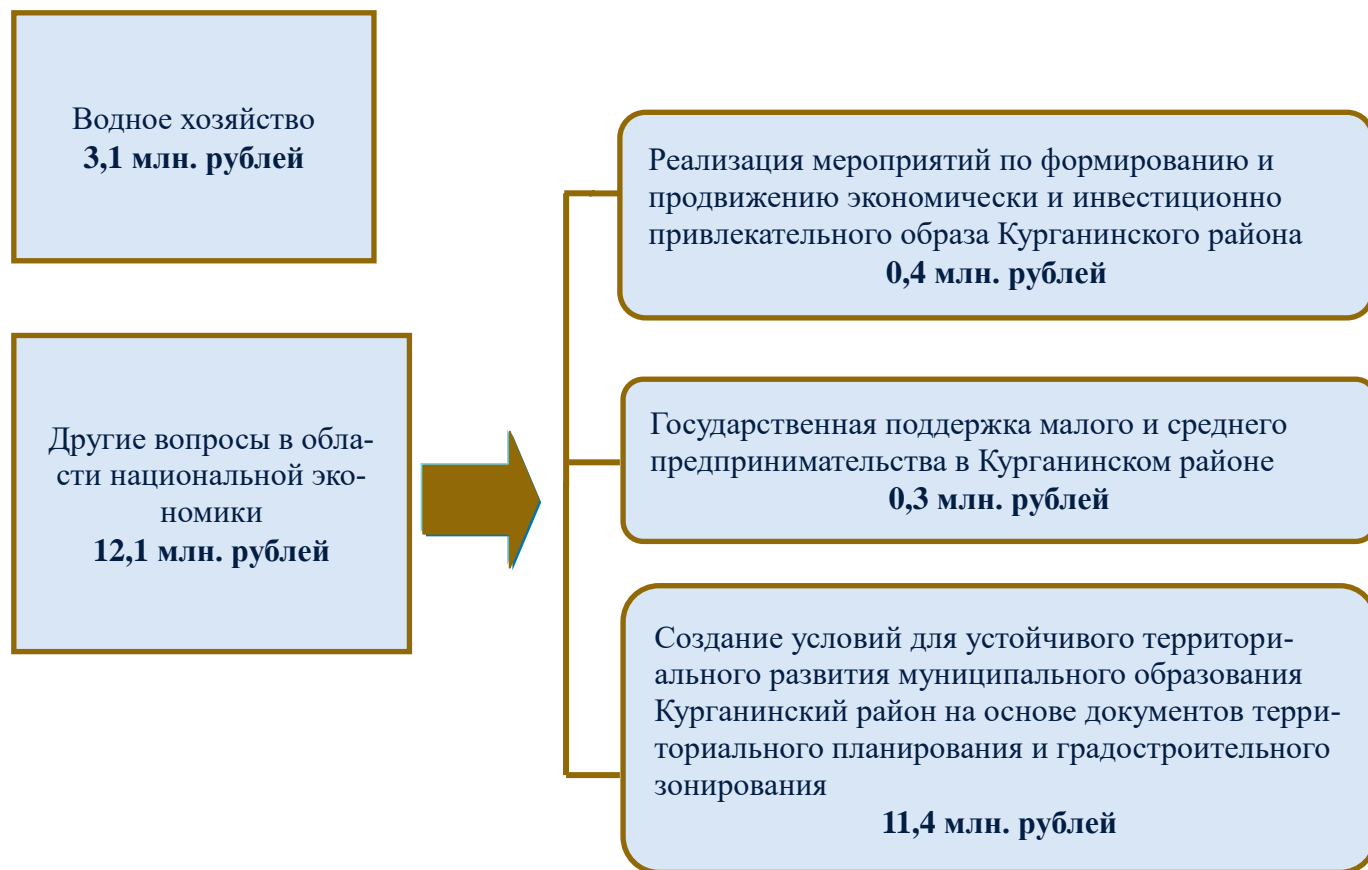 Водное хозяйство
3,1 млн. рублей
Другие вопросы в обла-
сти национальной эко-
номики
12,1 млн. рублей
Реализация мероприятий по формированию и
продвижению экономически и инвестиционно
привлекательного образа Курганинского района
0,4 млн. рублей
Государственная поддержка малого и среднего
предпринимательства в Курганинском районе
0,3 млн. рублей
Создание условий для устойчивого территори-
ального развития муниципального образования
Курганинский район на основе документов терри-
ториального планирования и градостроительного
зонирования
11,4 млн. рублей